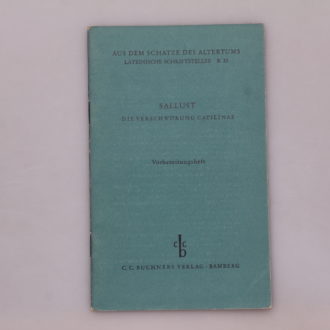 AUS DEM SCHATZE DES ALTERTUMS
LATEINISCHE SCHRIFTSTELLER
SALLUST
DIE VERSCHWÖRUNG CATILINAS
Vorbereitungsheft
c c
b
C. C. BUCHNERS VERLAG · BAMBERG